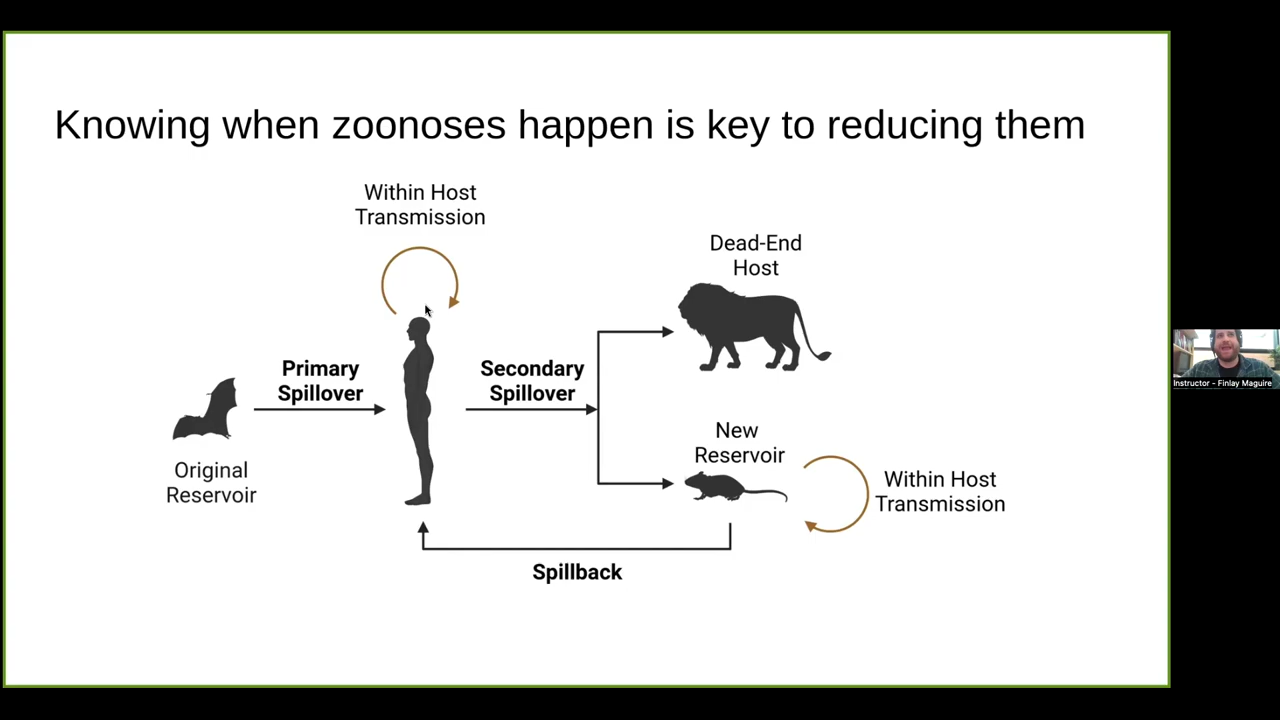 Knowing when zoonoses happen is key to reducing them
Within Host
Transmission
Dead-End
Host
Primary
Spillover
Secondary
Spillover
Original
Reservoir
New
Reservoir
Within Host
Transmission
Spillback
Instructor - Finlay Maguire